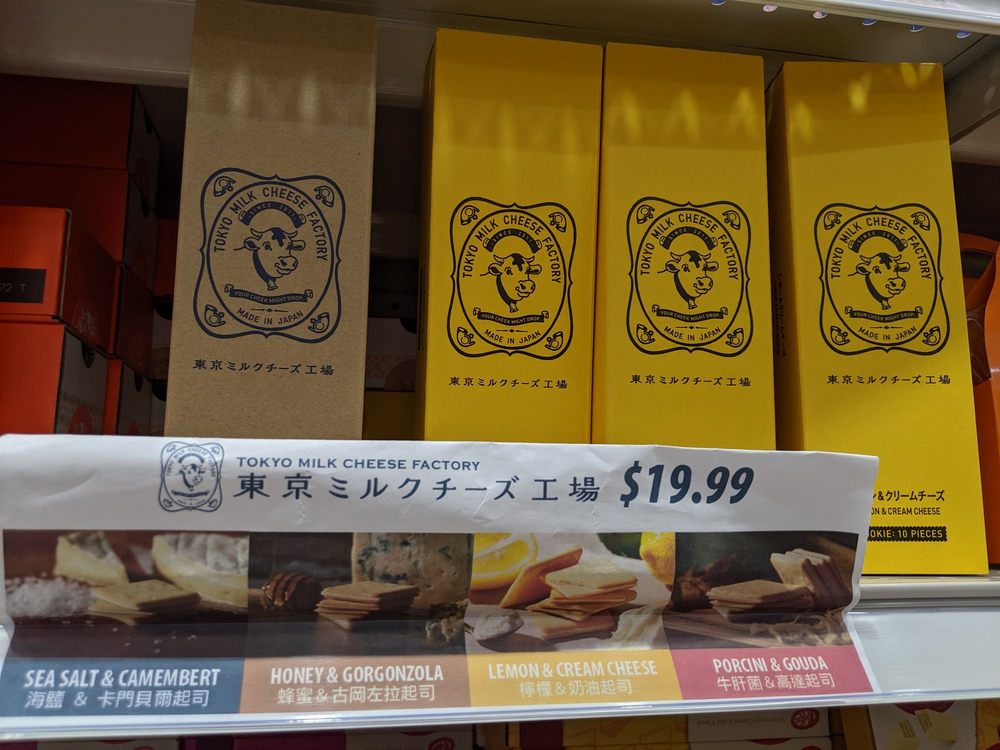 TOKYO MILK CHEESE FACTORY
SINCE 2012
YOUR CHEEK MIGHT DROP.
MADE IN JAPAN
東京ミルクチーズ工場
TOKYO MILK CHEESE FACTORY
YOUR CHEEK MIGHT DROP.
MADE IN JAPAN
東京ミルクチーズ工場
TOKYO MILK CHEESE FACTORY
YOUR CHEEK MIGHT DROP.
MADE IN JAPAN
東京ミルクチーズ工場
TOKYO MILK CHEESE FACTORY
YOUR CHEEK MIGHT DROP.
MADE IN JAPAN
東京ミルクチーズ工場
72 T
ン&クリームチーズ
ON & CREAM CHEESE
OOKIE: 10 PIECES
TOKYO MILK CHEESE FACTORY
東京ミルクチーズ工場 $19.99
SEA SALT & CAMEMBERT
海鹽 & 卡門貝爾起司
HONEY & GORGONZOLA
蜂蜜&古岡左拉起司
LEMON & CREAM CHEESE
檸檬&奶油起司
PORCINI & GOUDA
牛肝菌&高達起司